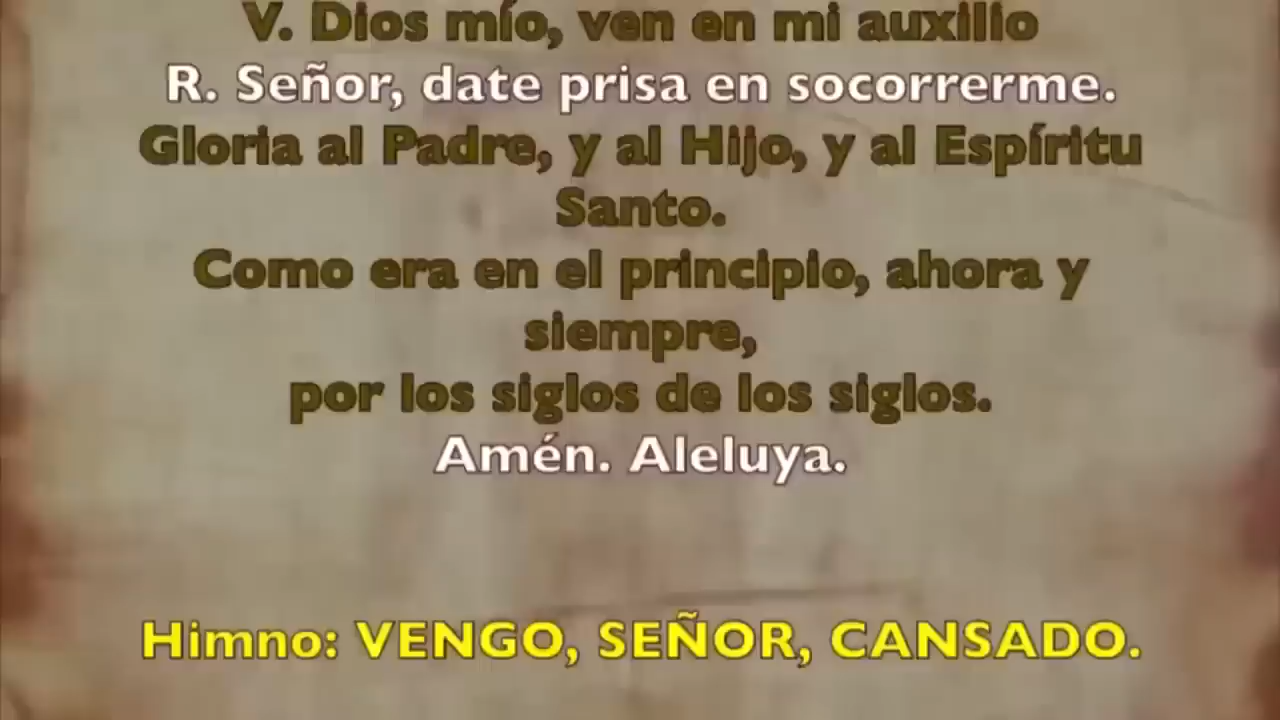 V. Dios mío, ven en mi auxilio
R. Señor, date prisa en socorrerme.
Gloria al Padre, y al Hijo, y al Espíritu
Santo.
Como era en el principio, ahora y
siempre,
por los siglos de los siglos.
Amén. Aleluya.
Himno: VENGO, SEÑOR, CANSADO.